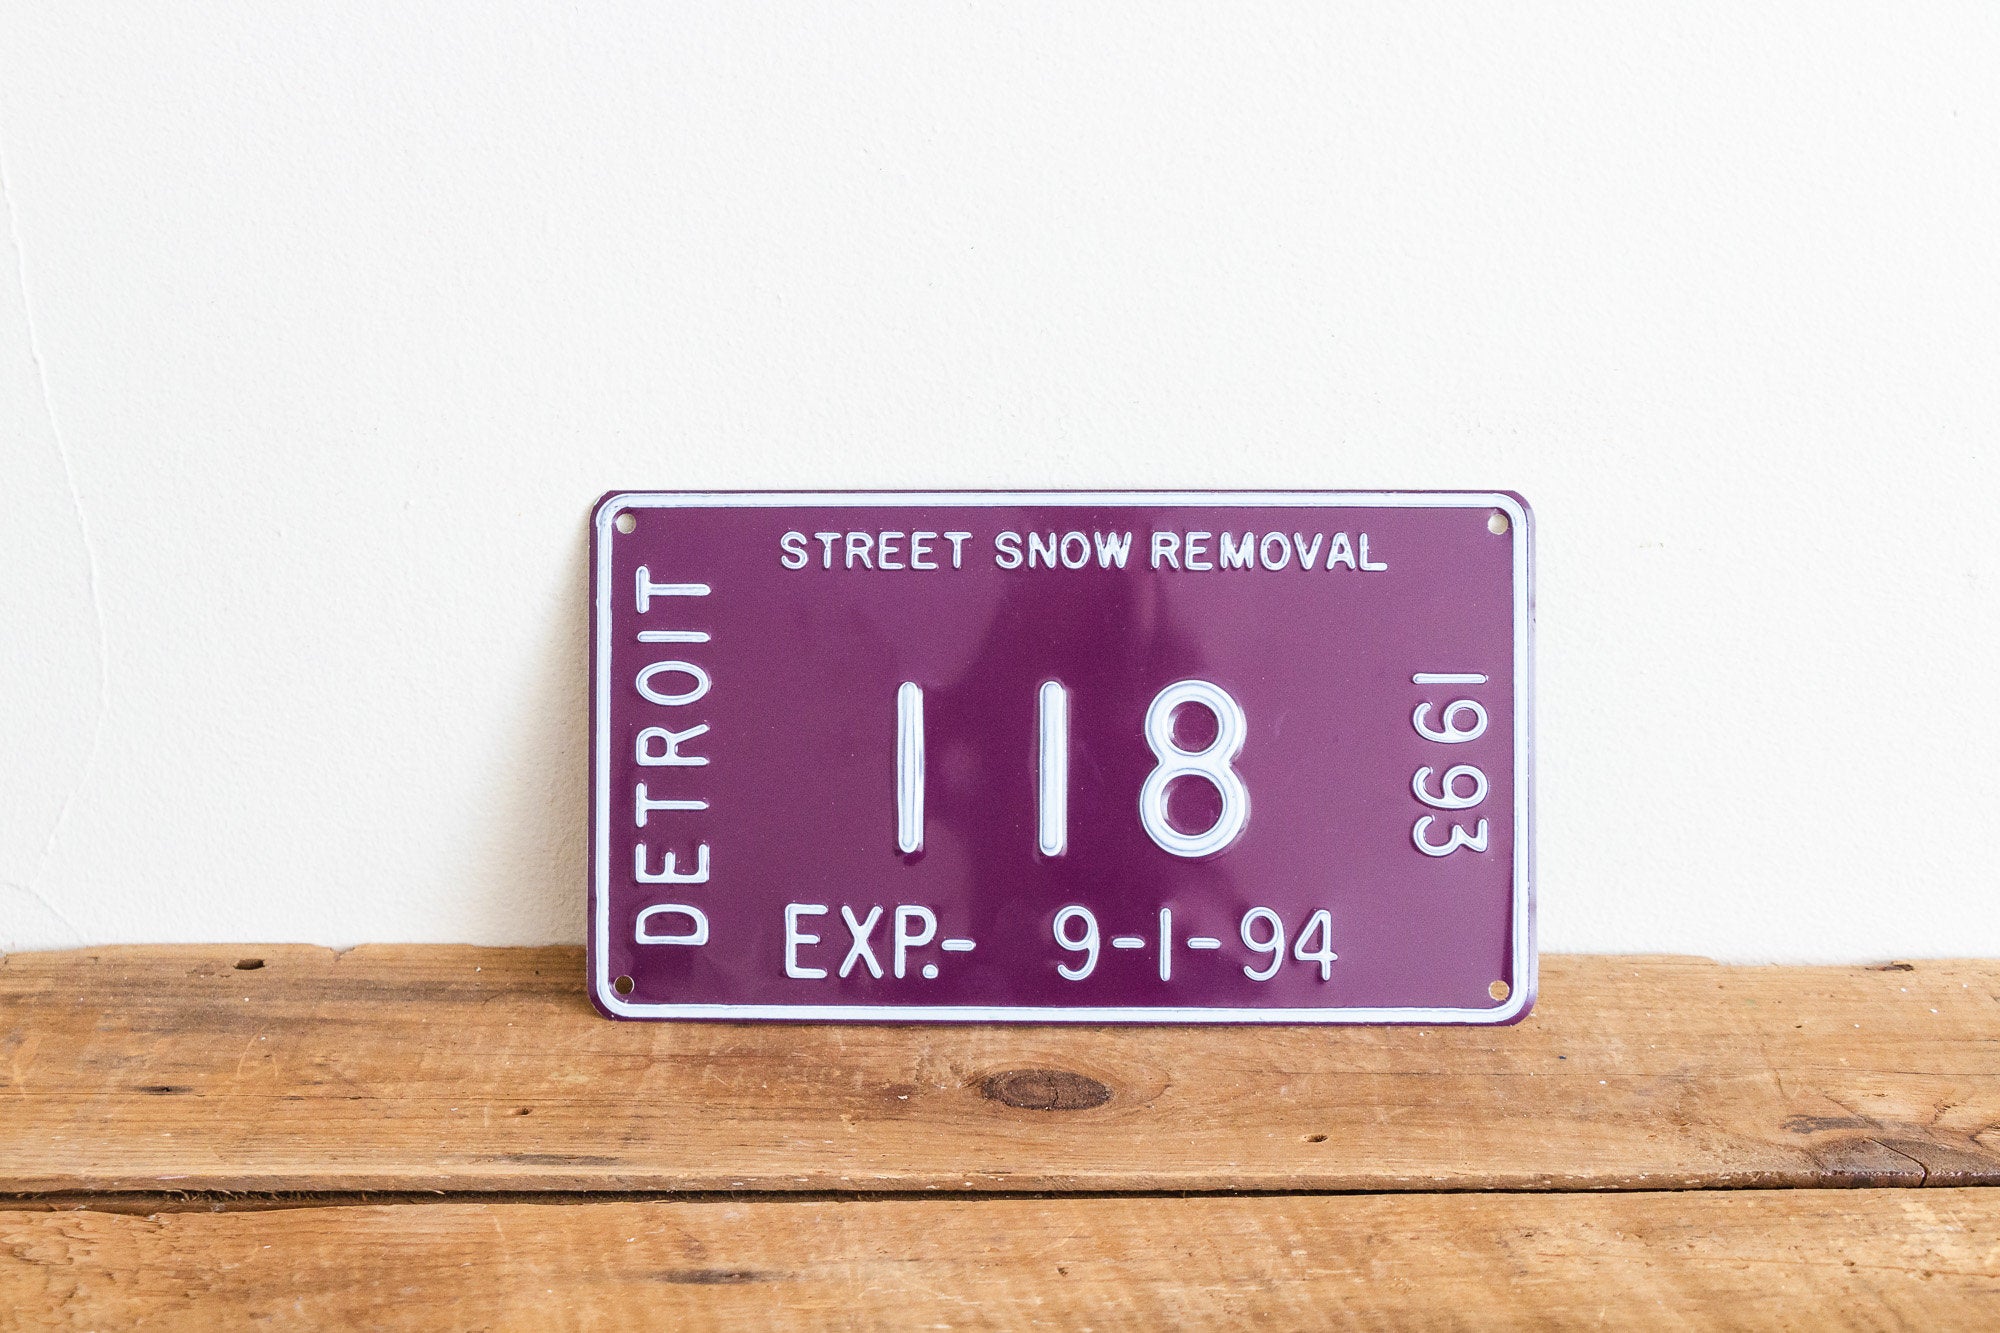 STREET SNOW REMOVAL
DETROIT
118
1993
EXP.- 9-1-94